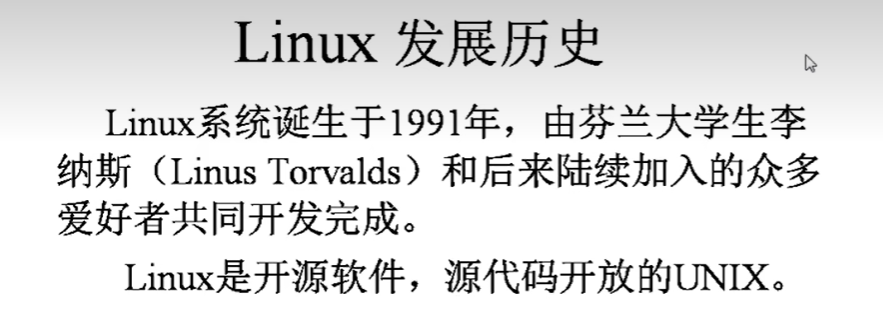 Linux 发展历史
Linux系统诞生于1991年，由芬兰大学生李
纳斯（Linus Torvalds）和后来陆续加入的众多
爱好者共同开发完成。
Linux是开源软件，源代码开放的UNIX。